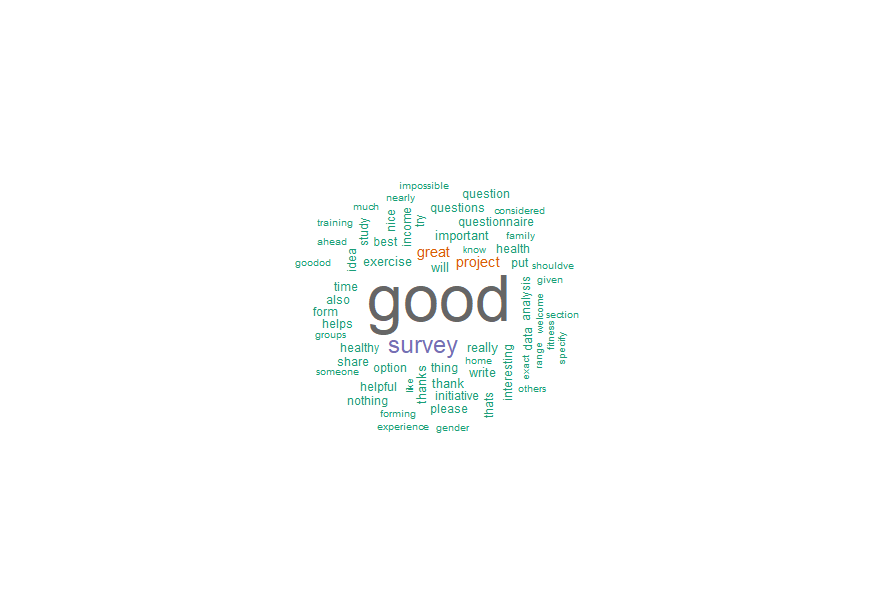 impossible
nearly
question
much
questions
considered
training
study
nice
income
try
questionnaire
ahead
best
important
family
idea
great
know
health
goodod
exercise
will
project
put
shouldve
good
given
time
also
form
helps
groups
analysis
welcome
section
survey
data
fitness
healthy
really
range
specify
share
home
exact
someone
option
thing
write
interesting
others
helpful
like
thanks
thank
nothing
initiative
thats
please
forming
experience
gender